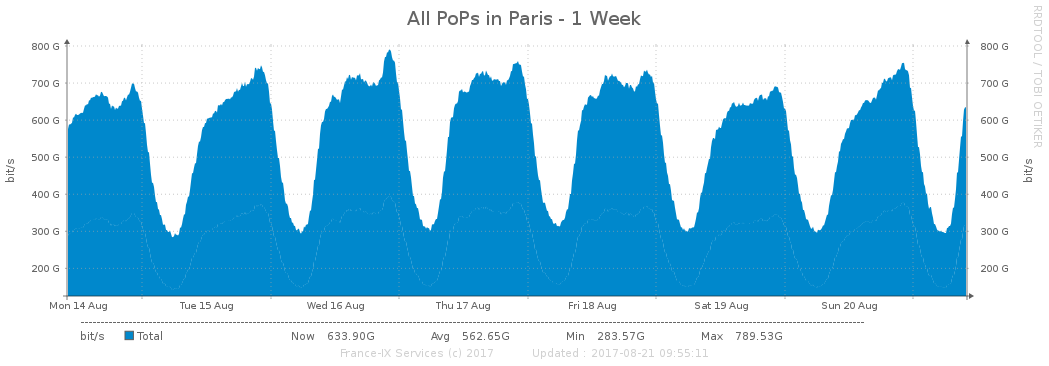 All PoPs in Paris - 1 Week
RRDTOOL / TOBI OETIKER
bit/s
800 G
700 G
600 G
500 G
400 G
300 G
200 G
800 G
700 G
600 G
500 G
400 G
300 G
200 G
bit/s
Mon 14 Aug Tue 15 Aug Wed 16 Aug Thu 17 Aug Fri 18 Aug Sat 19 Aug Sun 20 Aug
bit/s Total Now 633.90G Avg 562.65G Min 283.57G Max 789.53G
France-IX Services (c) 2017 Updated : 2017-08-21 09:55:11